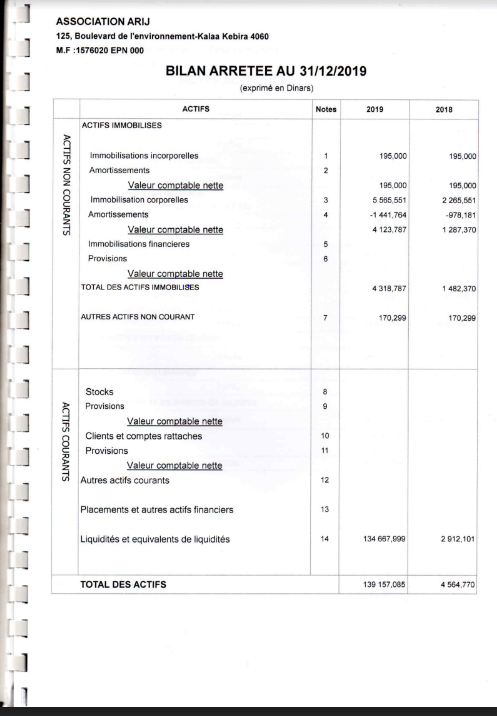 ASSOCIATION ARIJ
125, Boulevard de l'environnement-Kalaa Kebira 4060
M.F :1576020 EPN 000
BILAN ARRETEE AU 31/12/2019
(exprimé en Dinars)
ACTIFS Notes 2019 2018
ACTIFS NON COURANTS
ACTIFS IMMOBILISES
Immobilisations incorporelles 1 195,000 195,000
Amortissements 2
Valeur comptable nette 195,000 195,000
Immobilisation corporelles 3 5 565,551 2 265,551
Amortissements 4 -1 441,764 -978,181
Valeur comptable nette 4 123,787 1 287,370
Immobilisations financieres 5
Provisions 6
Valeur comptable nette
TOTAL DES ACTIFS IMMOBILISES 4 318,787 1 482,370
AUTRES ACTIFS NON COURANT 7 170,299 170,299
ACTIFS COURANTS
Stocks 8
Provisions 9
Valeur comptable nette
Clients et comptes rattaches 10
Provisions 11
Valeur comptable nette
Autres actifs courants 12
Placements et autres actifs financiers 13
Liquidités et equivalents de liquidités 14 134 667,999 2 912,101
TOTAL DES ACTIFS 139 157,085 4 564,770